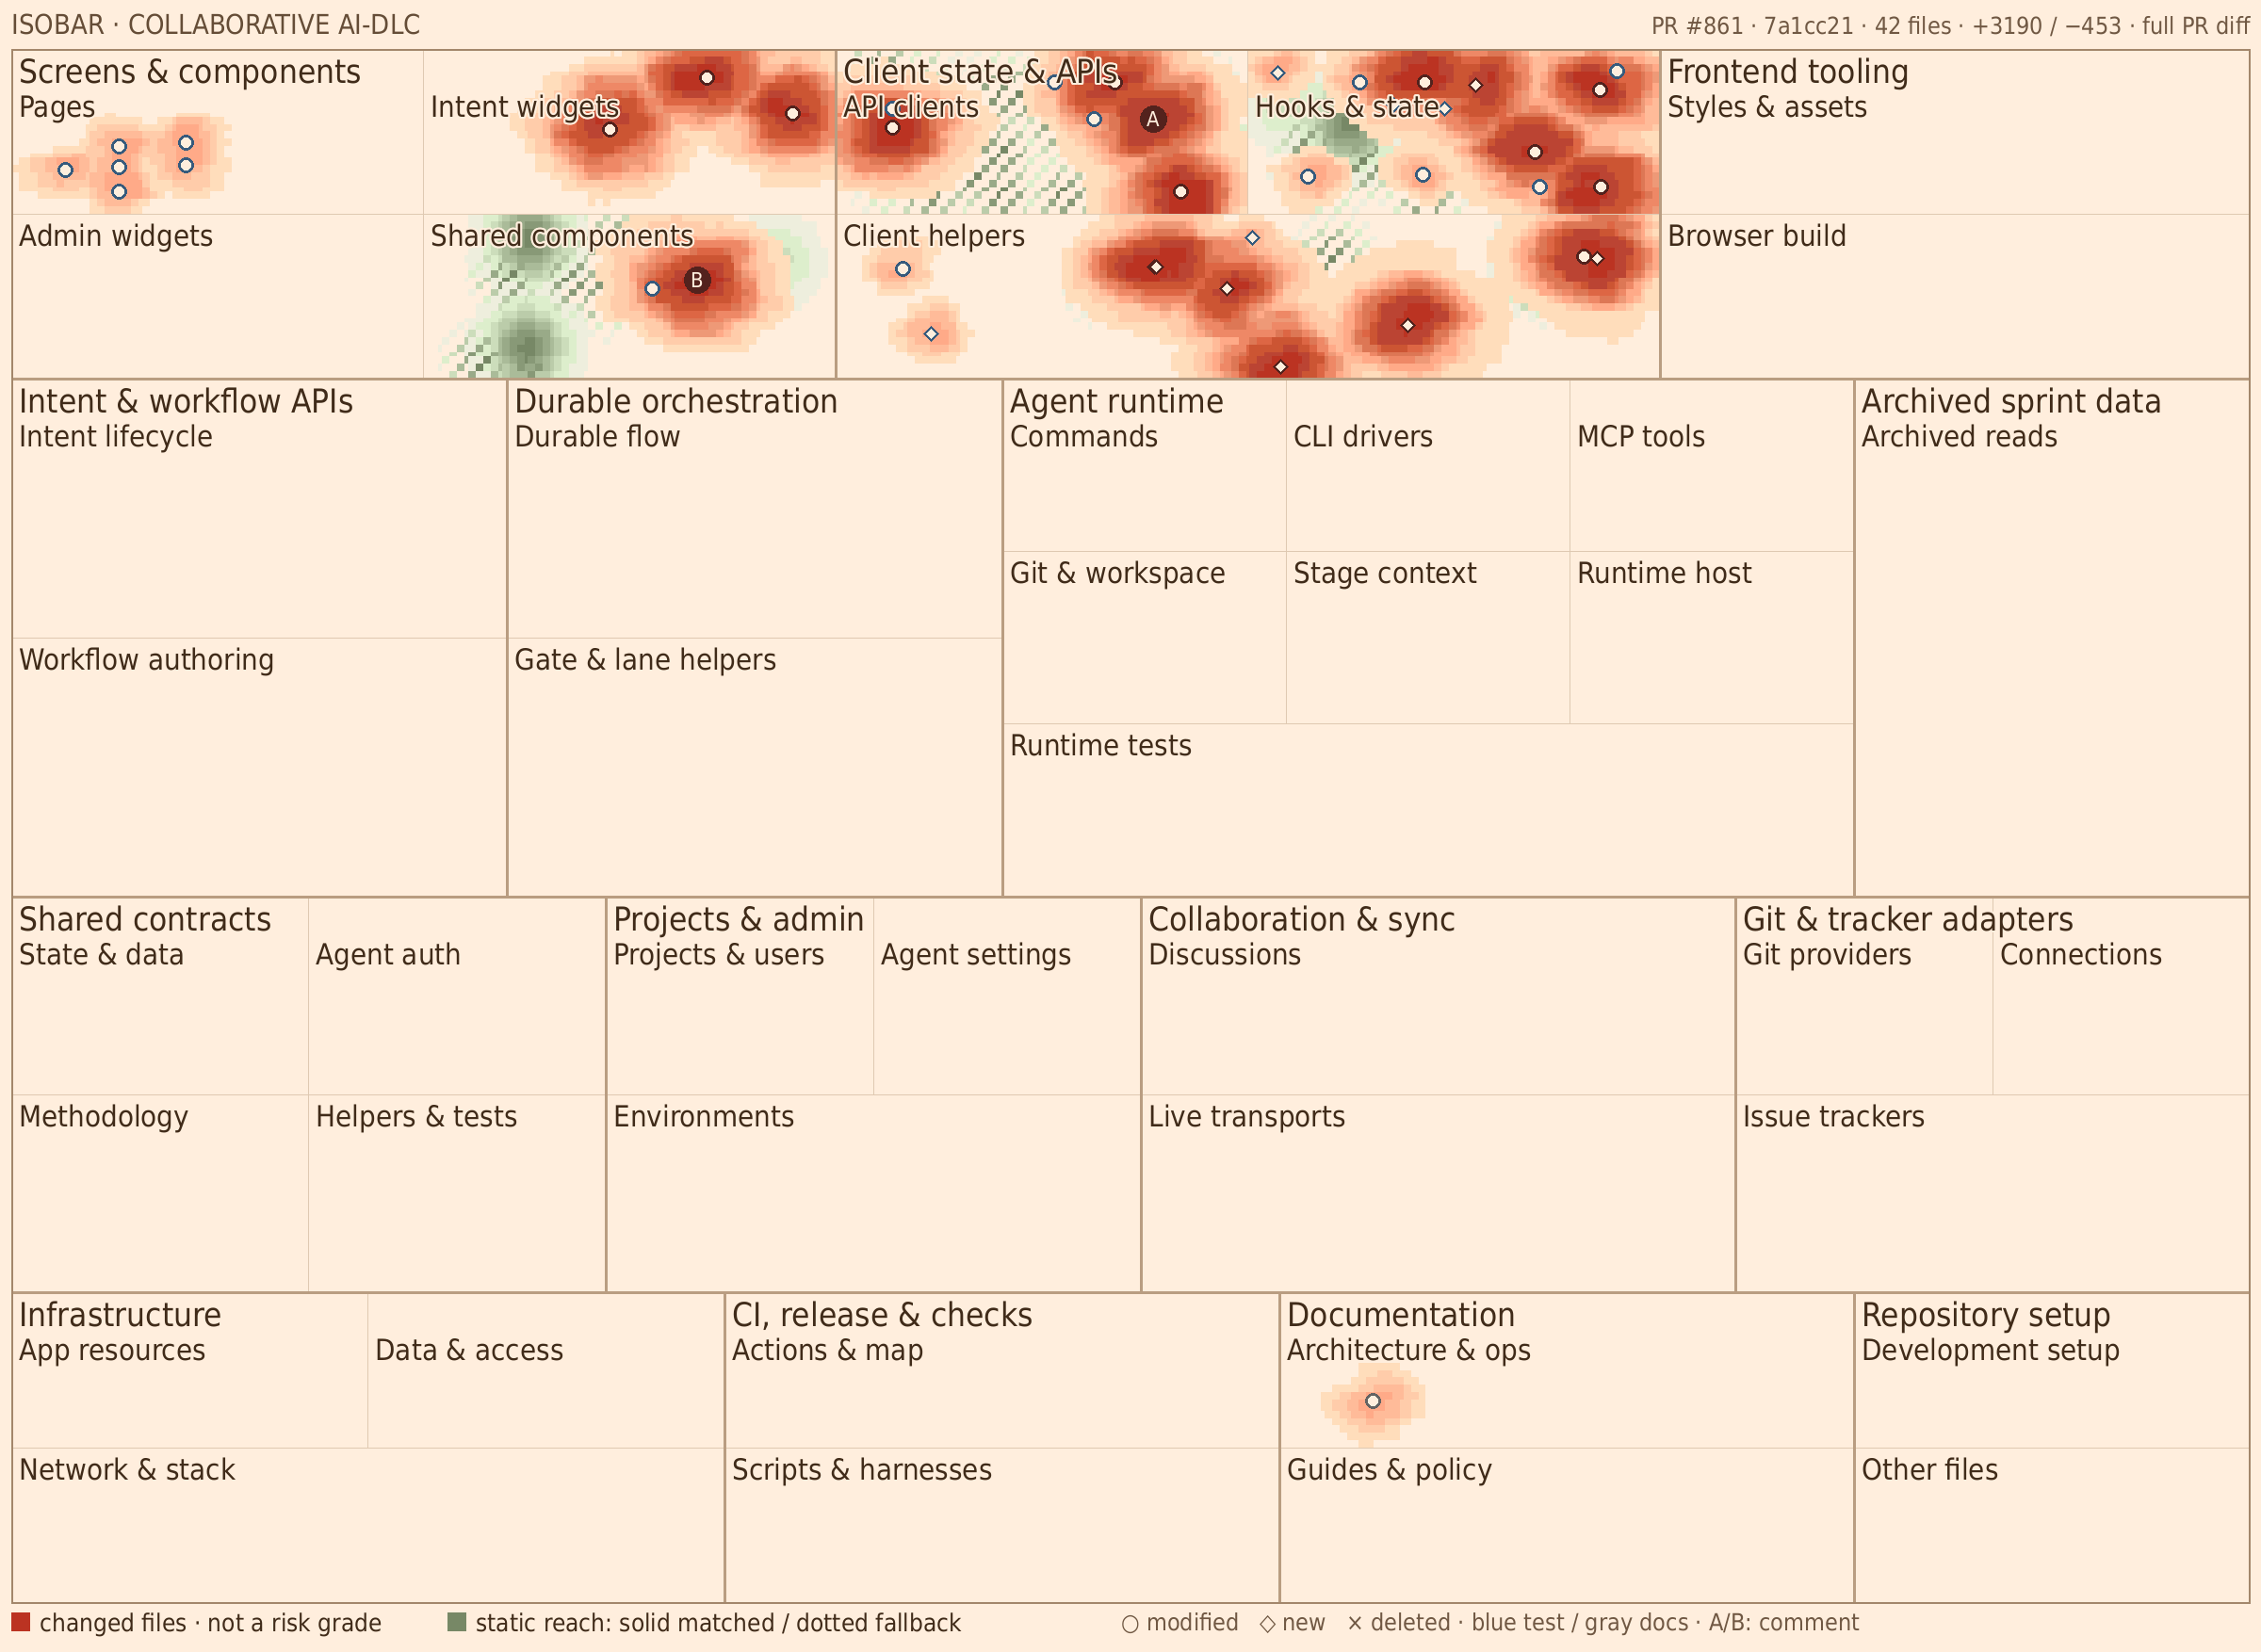 ISOBAR · COLLABORATIVE AI-DLC
PR #861 · 7a1cc21 · 42 files · +3190 / −453 · full PR diff
Screens & components
Pages
Intent widgets
Client state & APIs
API clients
Hooks & state
Frontend tooling
Styles & assets
Admin widgets
Shared components
Client helpers
Browser build
A
B
Intent & workflow APIs
Intent lifecycle
Durable orchestration
Durable flow
Agent runtime
Commands
CLI drivers
MCP tools
Archived sprint data
Archived reads
Git & workspace
Stage context
Runtime host
Workflow authoring
Gate & lane helpers
Runtime tests
Shared contracts
State & data
Agent auth
Projects & admin
Projects & users
Agent settings
Collaboration & sync
Discussions
Git & tracker adapters
Git providers
Connections
Methodology
Helpers & tests
Environments
Live transports
Issue trackers
Infrastructure
App resources
Data & access
CI, release & checks
Actions & map
Documentation
Architecture & ops
Repository setup
Development setup
Network & stack
Scripts & harnesses
Guides & policy
Other files
changed files · not a risk grade
static reach: solid matched / dotted fallback
○ modified ◇ new × deleted · blue test / gray docs · A/B: comment